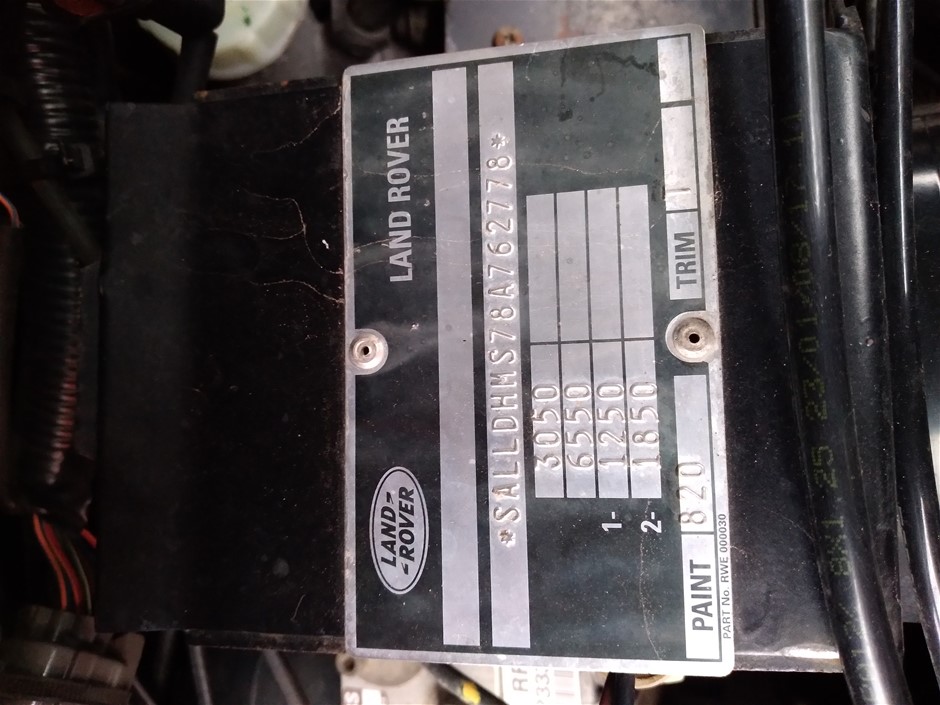 LAND
ROVER
LAND ROVER
*SALLDHMS78A762778*
3050
6550
1- 1250
2- 1850
PAINT 820 TRIM
PART No. RWE 000030